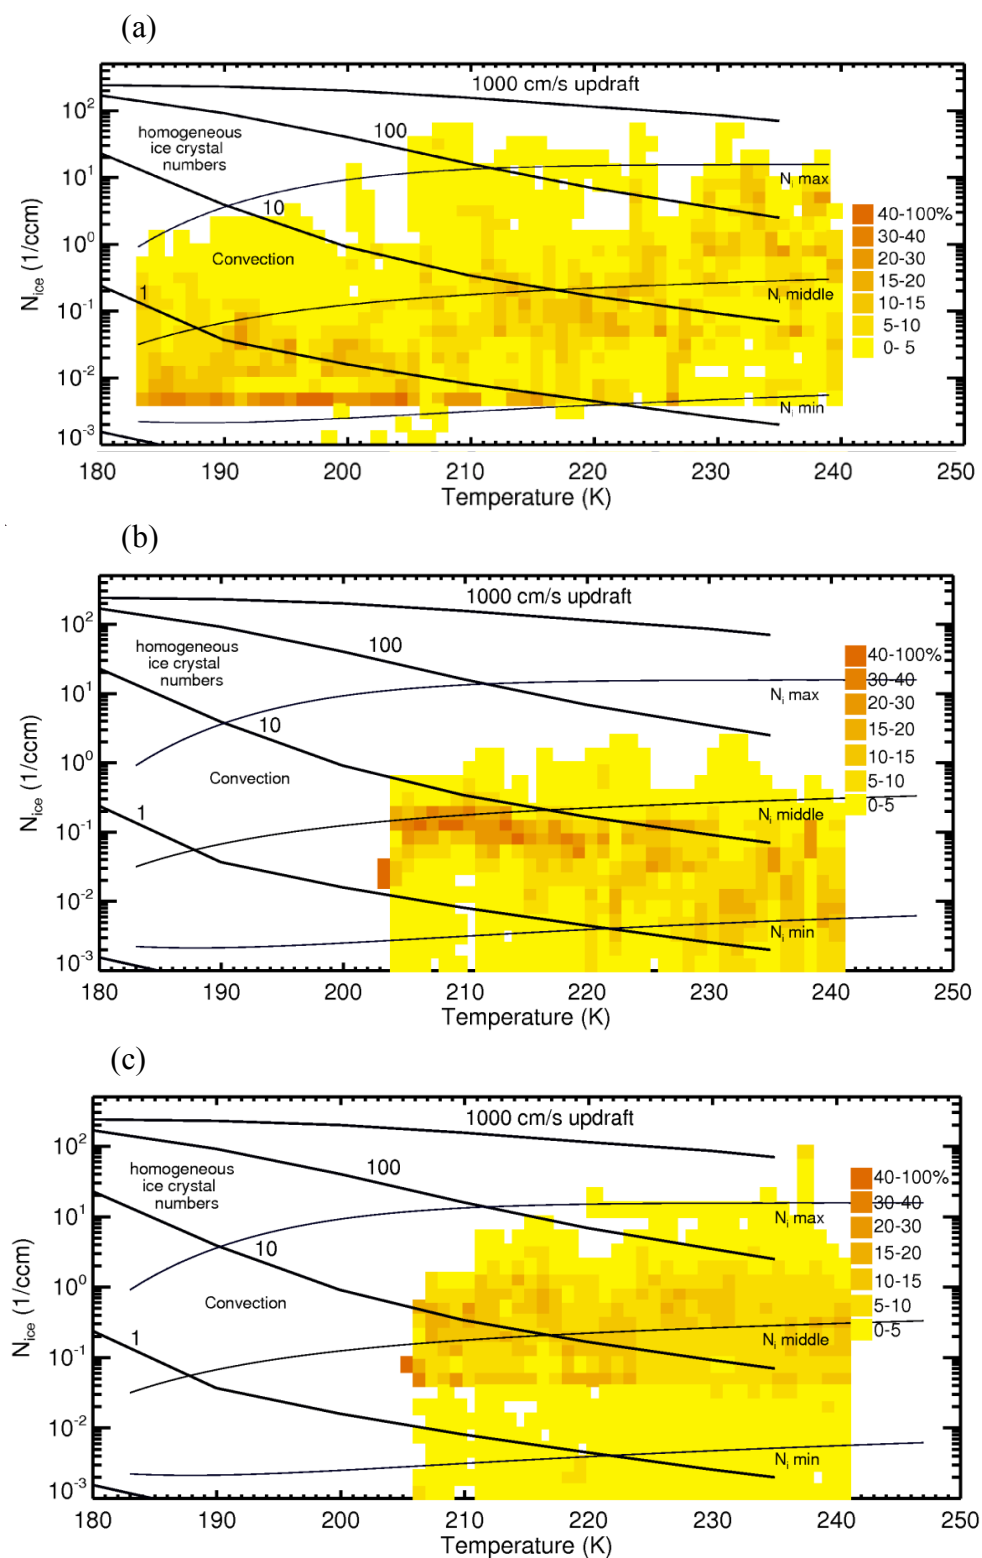 (a)
1000 cm/s updraft
100
homogeneous
ice crystal
numbers
10
Convection
1
Nᵢ max
Nᵢ middle
Nᵢ min
40-100%
30-40
20-30
15-20
10-15
5-10
0- 5
10²
10¹
10⁰
10⁻¹
10⁻²
10⁻³
N_ice (1/ccm)
180 190 200 210 220 230 240 250
Temperature (K)
(b)
1000 cm/s updraft
100
homogeneous
ice crystal
numbers
10
Convection
1
Nᵢ max
Nᵢ middle
Nᵢ min
40-100%
30-40
20-30
15-20
10-15
5-10
0-5
10²
10¹
10⁰
10⁻¹
10⁻²
10⁻³
N_ice (1/ccm)
180 190 200 210 220 230 240 250
Temperature (K)
(c)
1000 cm/s updraft
100
homogeneous
ice crystal
numbers
10
Convection
1
Nᵢ max
Nᵢ middle
Nᵢ min
40-100%
30-40
20-30
15-20
10-15
5-10
0-5
10²
10¹
10⁰
10⁻¹
10⁻²
10⁻³
N_ice (1/ccm)
180 190 200 210 220 230 240 250
Temperature (K)